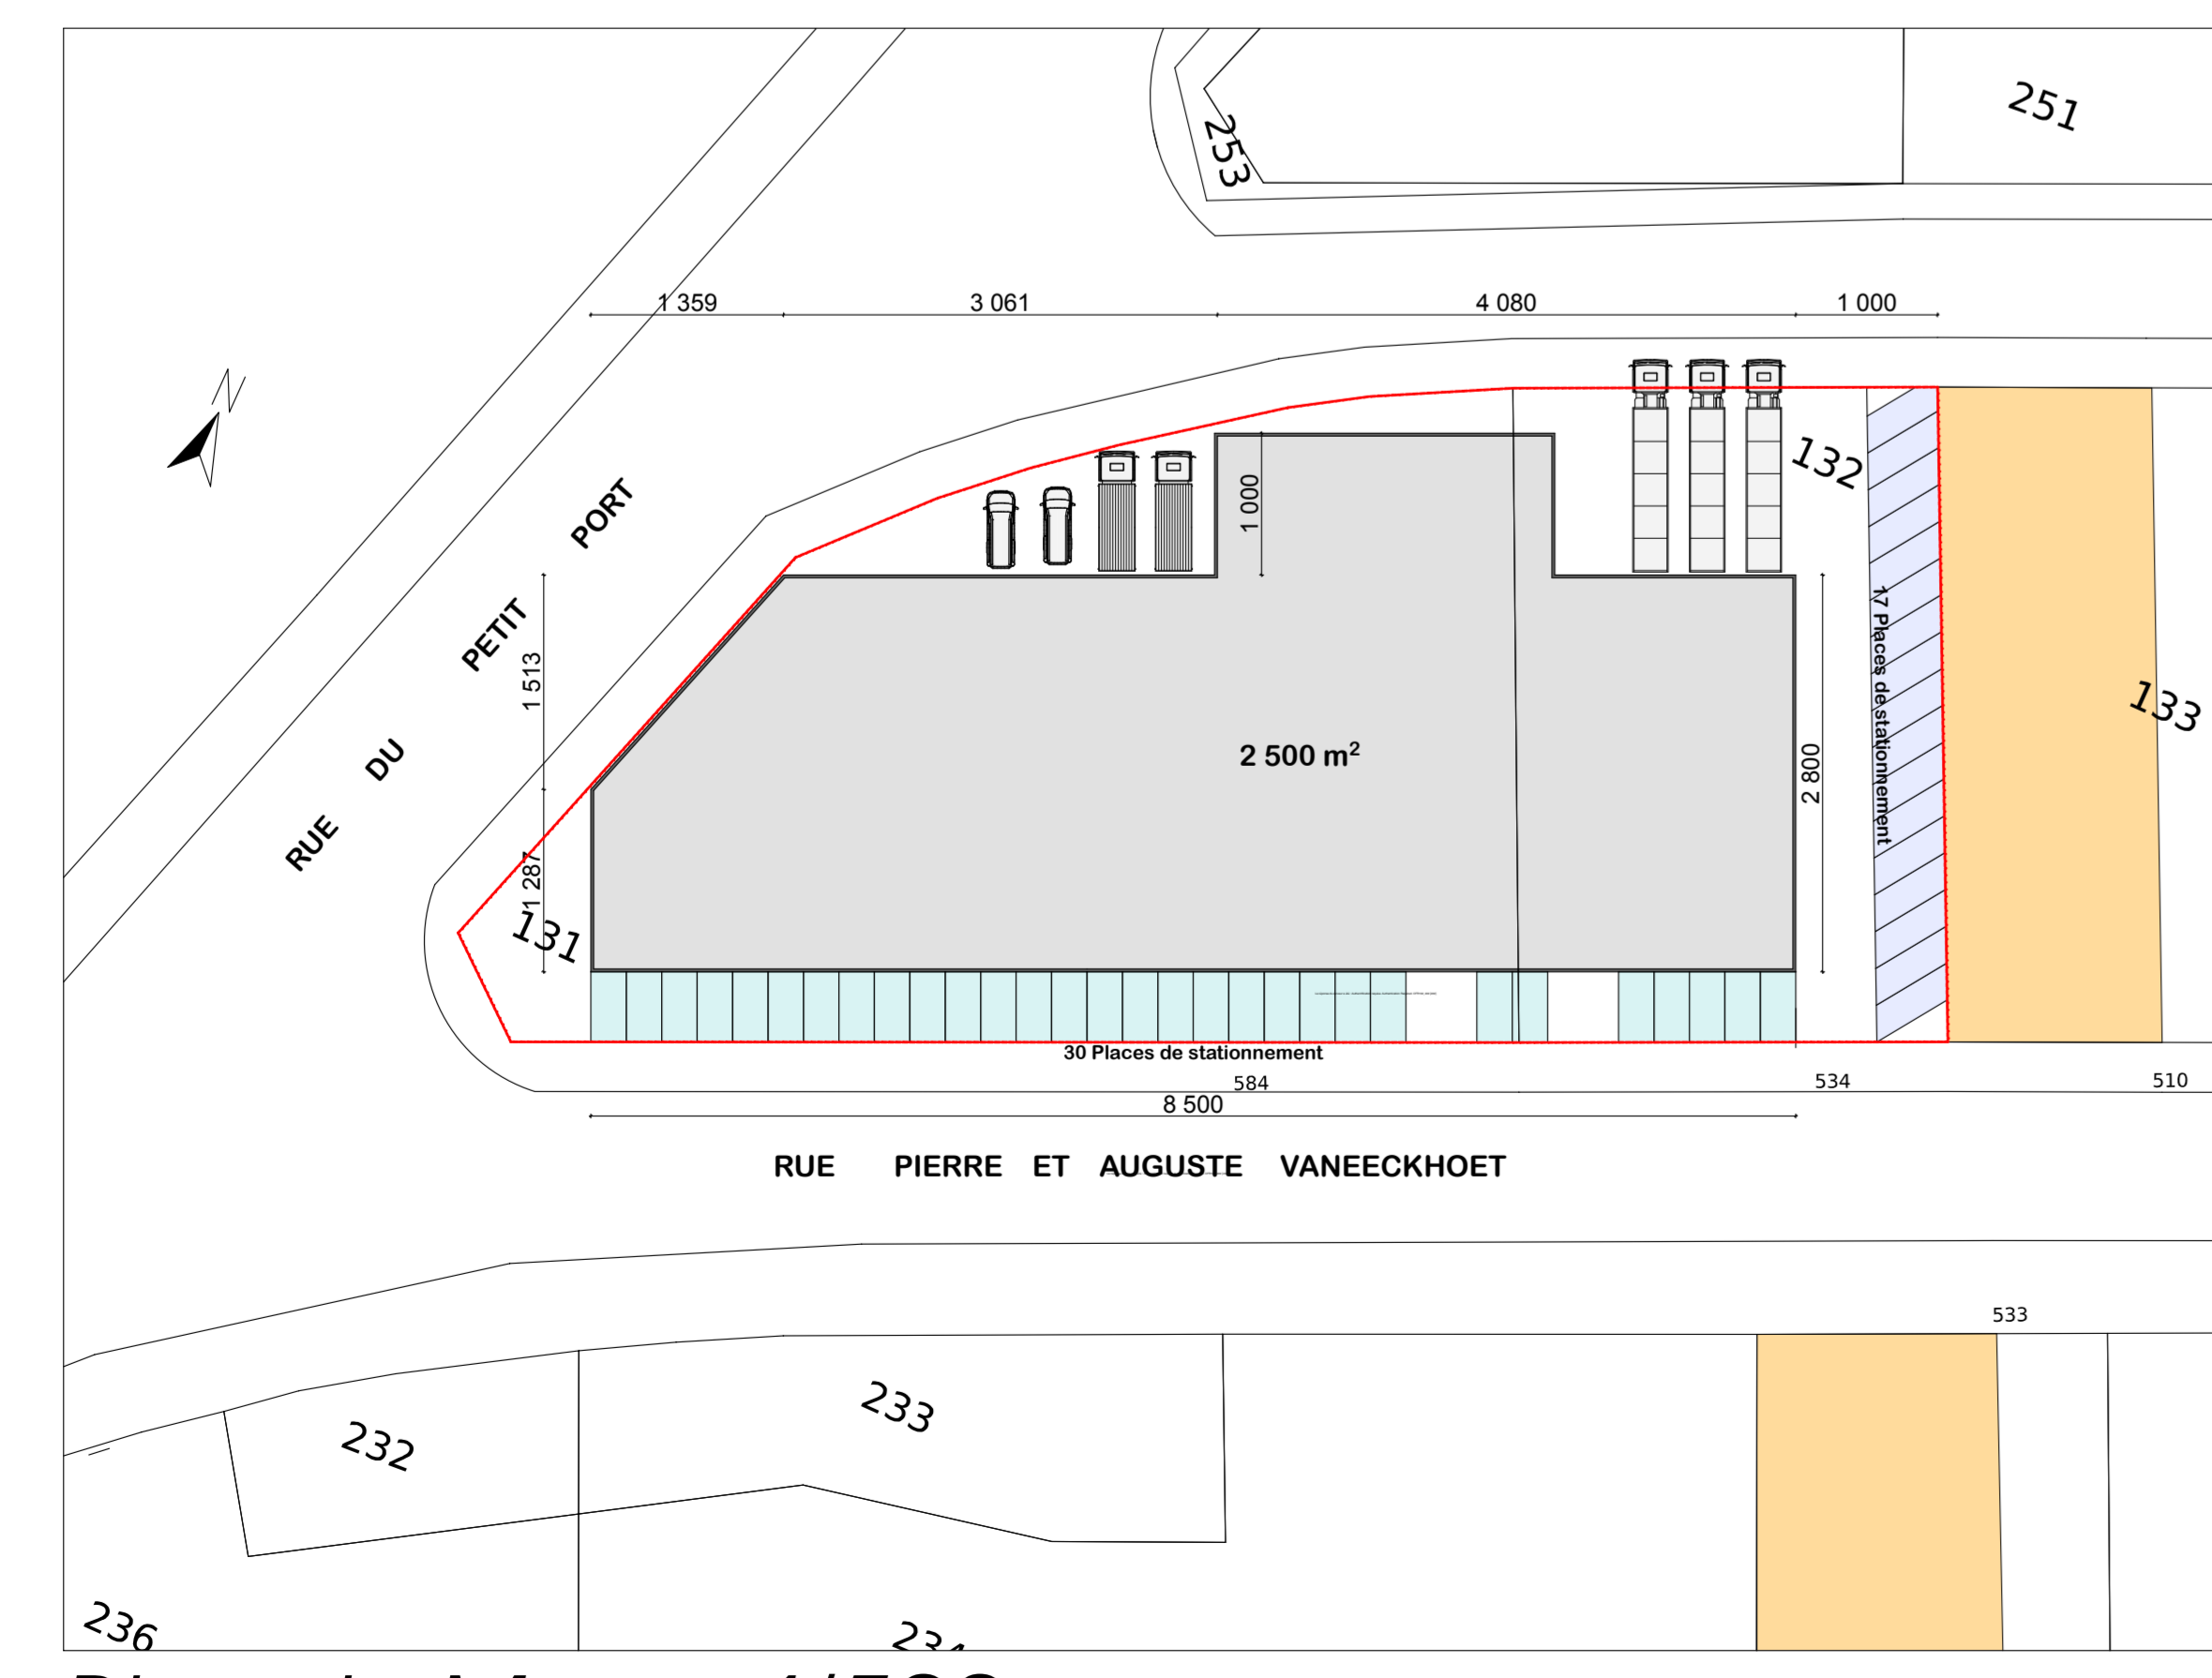 251
253
1 359
3 061
4 080
1 000
N
132
1 000
PORT
PETIT
DU
RUE
1 513
17 Places de stationnement
133
2 500 m²
2 800
1 287
131
30 Places de stationnement
584
534
510
8 500
RUE PIERRE ET AUGUSTE VANEECKHOET
533
233
232
236
234